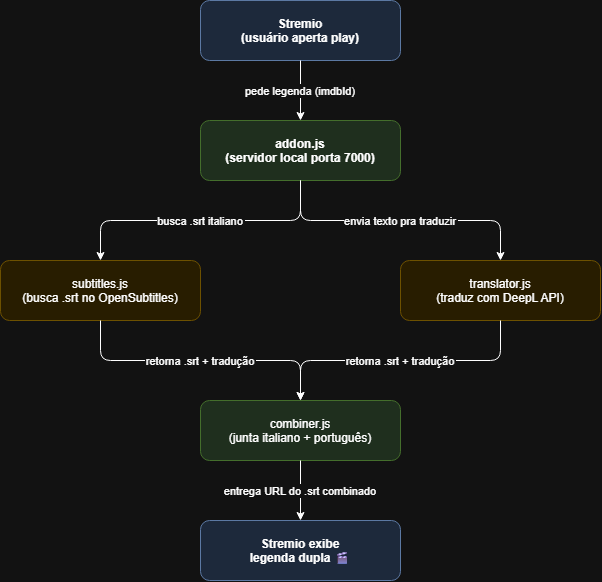 Stremio
(usuário aperta play)
pede legenda (imdbId)
addon.js
(servidor local porta 7000)
busca .srt italiano
envia texto pra traduzir
subtitles.js
(busca .srt no OpenSubtitles)
translator.js
(traduz com DeepL API)
retorna .srt + tradução
retorna .srt + tradução
combiner.js
(junta italiano + português)
entrega URL do .srt combinado
Stremio exibe
legenda dupla 🎬